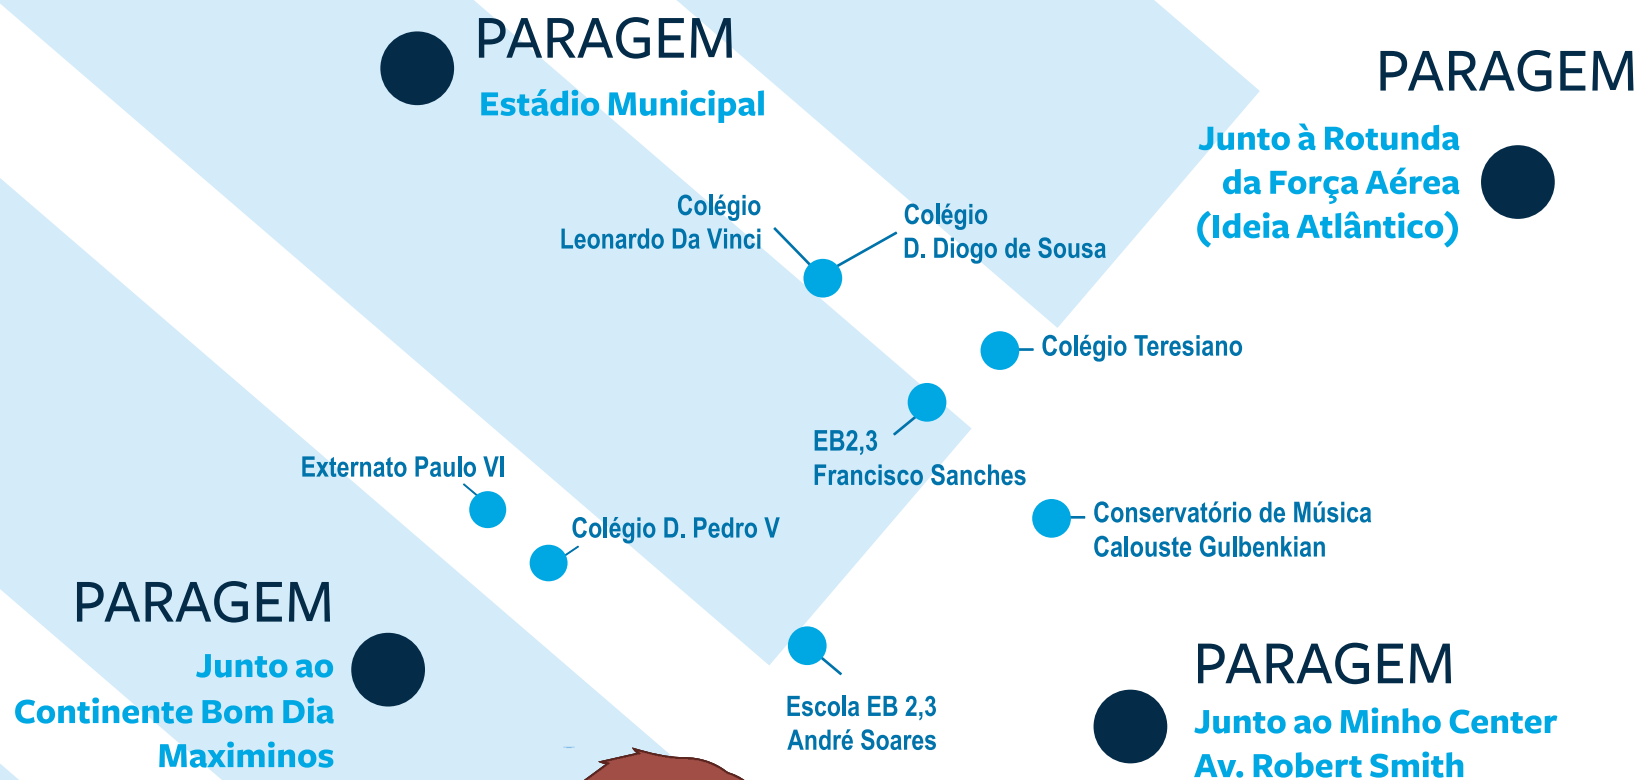 PARAGEM
Estádio Municipal
PARAGEM
Junto à Rotunda
da Força Aérea
(Ideia Atlântico)
Colégio
Leonardo Da Vinci
Colégio
D. Diogo de Sousa
Colégio Teresiano
EB2,3
Francisco Sanches
Externato Paulo VI
Colégio D. Pedro V
Conservatório de Música
Calouste Gulbenkian
PARAGEM
Junto ao
Continente Bom Dia
Maximinos
Escola EB 2,3
André Soares
PARAGEM
Junto ao Minho Center
Av. Robert Smith